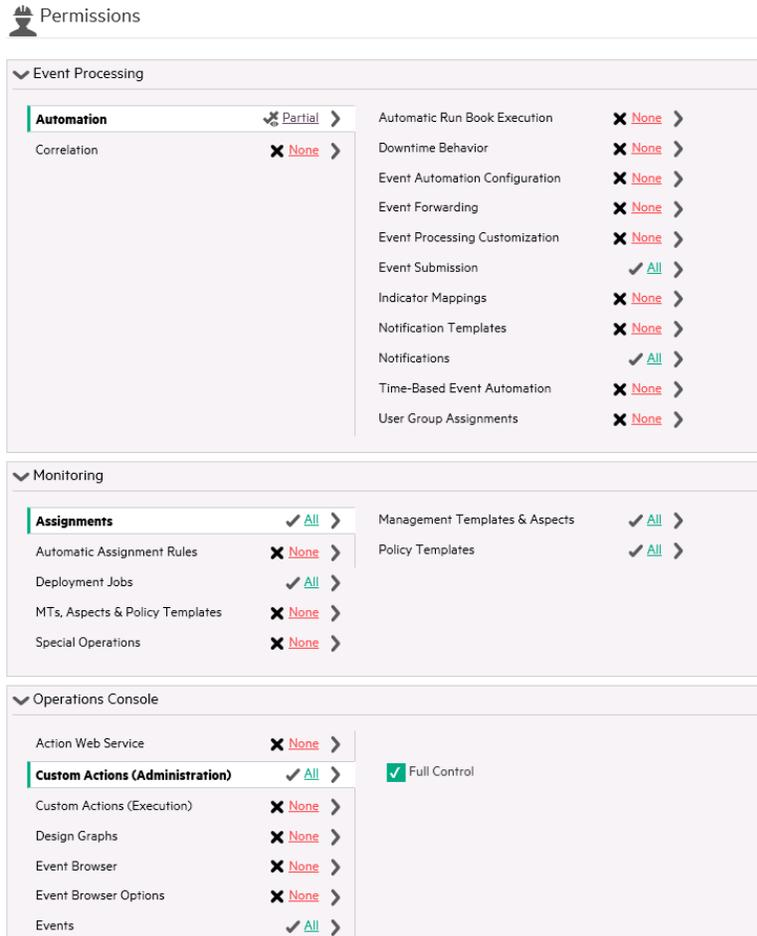 Permissions
Event Processing
Automation Partial
Correlation None
Automatic Run Book Execution None
Downtime Behavior None
Event Automation Configuration None
Event Forwarding None
Event Processing Customization None
Event Submission All
Indicator Mappings None
Notification Templates None
Notifications All
Time-Based Event Automation None
User Group Assignments None
Monitoring
Assignments All
Automatic Assignment Rules None
Deployment Jobs All
MTs, Aspects & Policy Templates None
Special Operations None
Management Templates & Aspects All
Policy Templates All
Operations Console
Action Web Service None
Custom Actions (Administration) All
Custom Actions (Execution) None
Design Graphs None
Event Browser None
Event Browser Options None
Events All
Full Control